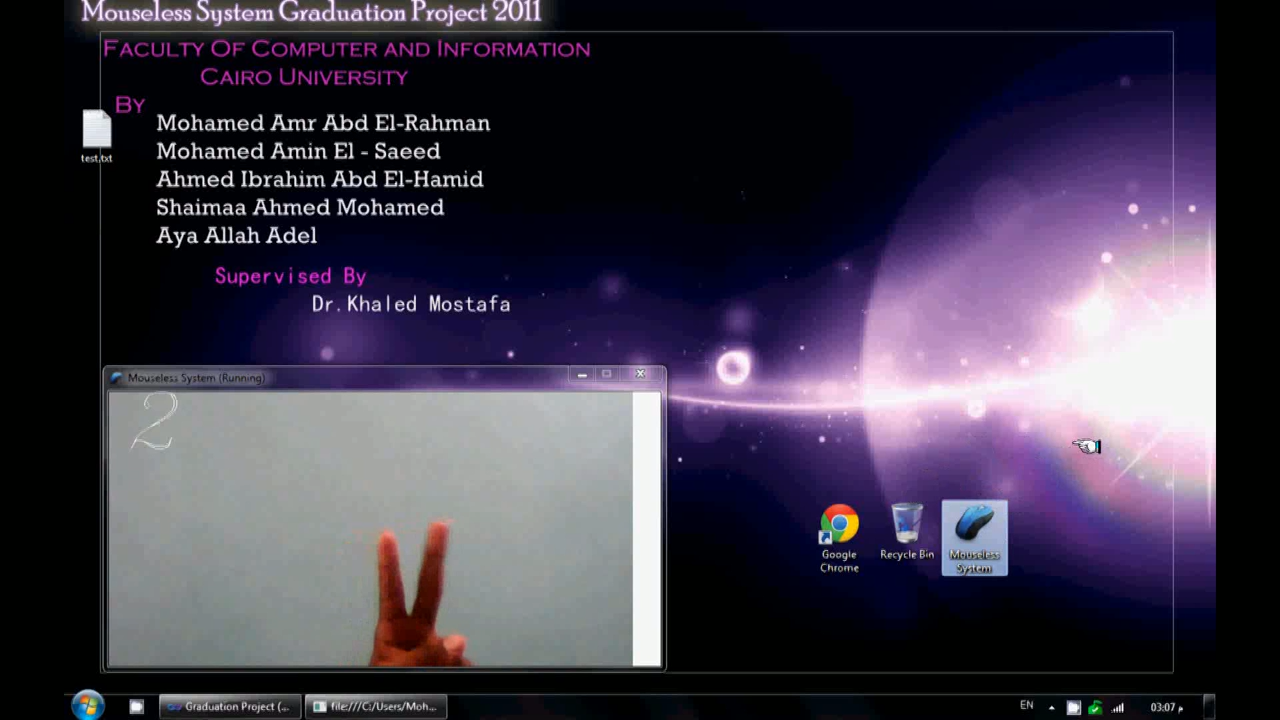 Mouseless System Graduation Project 2011
Faculty Of Computer and Information
Cairo University
By
Mohamed Amr Abd El-Rahman
Mohamed Amin El - Saeed
Ahmed Ibrahim Abd El-Hamid
Shaimaa Ahmed Mohamed
Aya Allah Adel
Supervised By
Dr.Khaled Mostafa
test.txt
Mouseless System (Running)
2
Google
Chrome
Recycle Bin
Mouseless
System
Graduation Project (...
file:///C:/Users/Moh...
EN
03:07 م